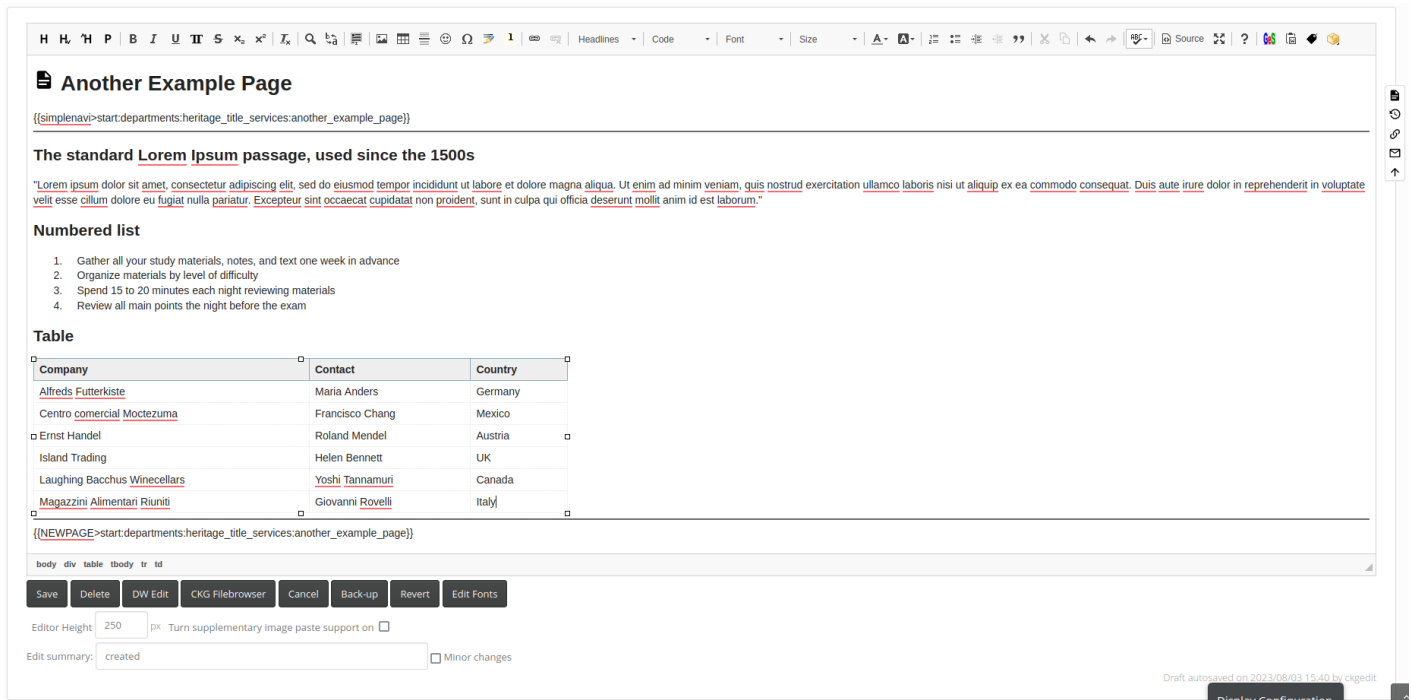 H H, H P B I U TT S x₂ x² Iₓ 1 Headlines Code Font Size A A ABC Source ?
Another Example Page
{{simplenavi>start:departments:heritage_title_services:another_example_page}}
The standard Lorem Ipsum passage, used since the 1500s
"Lorem ipsum dolor sit amet, consectetur adipiscing elit, sed do eiusmod tempor incididunt ut labore et dolore magna aliqua. Ut enim ad minim veniam, quis nostrud exercitation ullamco laboris nisi ut aliquip ex ea commodo consequat. Duis aute irure dolor in reprehenderit in voluptate
velit esse cillum dolore eu fugiat nulla pariatur. Excepteur sint occaecat cupidatat non proident, sunt in culpa qui officia deserunt mollit anim id est laborum."
Numbered list
1. Gather all your study materials, notes, and text one week in advance
2. Organize materials by level of difficulty
3. Spend 15 to 20 minutes each night reviewing materials
4. Review all main points the night before the exam
Table
Company Contact Country
Alfreds Futterkiste Maria Anders Germany
Centro comercial Moctezuma Francisco Chang Mexico
Ernst Handel Roland Mendel Austria
Island Trading Helen Bennett UK
Laughing Bacchus Winecellars Yoshi Tannamuri Canada
Magazzini Alimentari Riuniti Giovanni Rovelli Italy
{{NEWPAGE>start:departments:heritage_title_services:another_example_page}}
body div table tbody tr td
Save Delete DW Edit CKG Filebrowser Cancel Back-up Revert Edit Fonts
Editor Height 250 px Turn supplementary image paste support on
Edit summary: created Minor changes
Draft autosaved on 2023/08/03 15:40 by ckgedit
Display Configuration